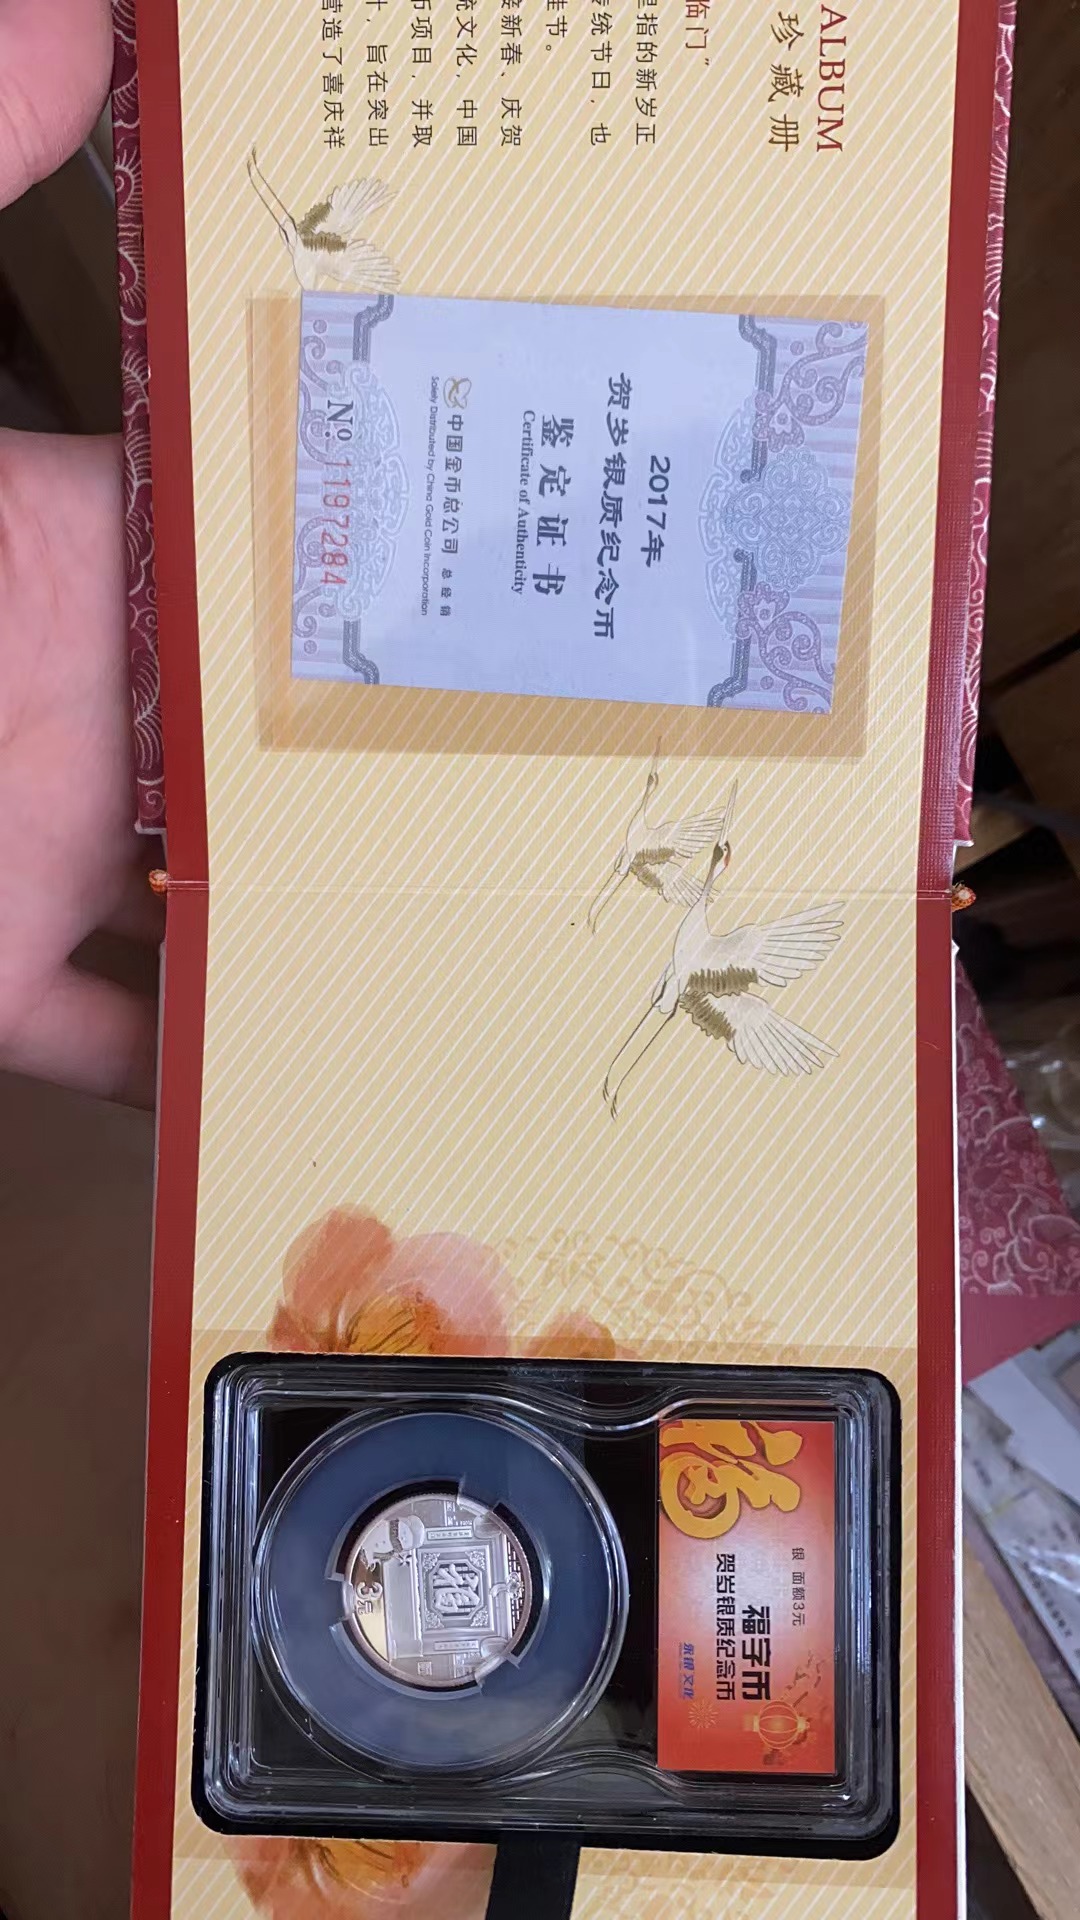 ALBUM
珍藏册
临门”
里指的新岁正
传统节日，也
佳节。
接新春、庆贺
统文化，中国
币项目，并取
计，旨在突出
营造了喜庆祥
2017年
贺岁银质纪念币
鉴定证书
Certificate of Authenticity
中国金币总公司 总经销
Solely Distributed by China Gold Coin Incorporation
No. 1197284
福
银 面额3元
福字币
贺岁银质纪念币
永银文化
福
3元